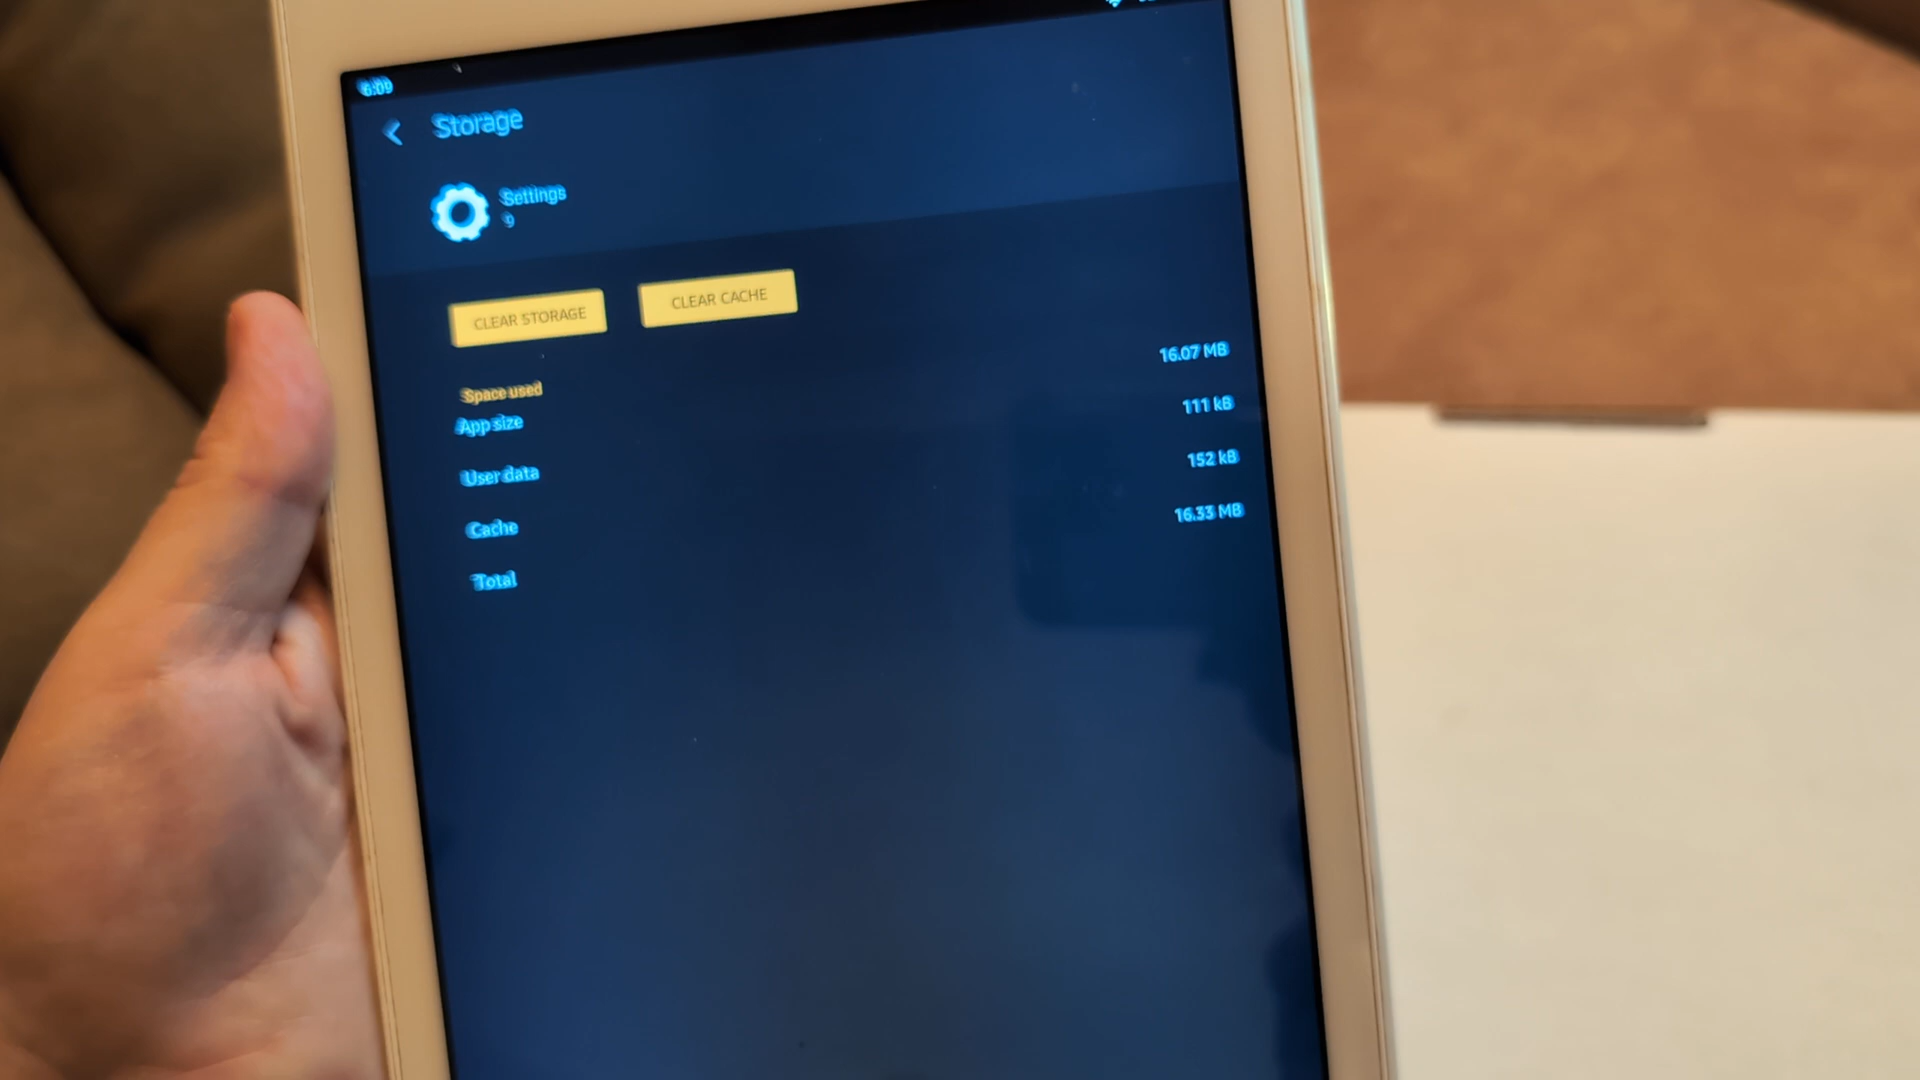 6:09
Storage
Settings
9
CLEAR STORAGE
CLEAR CACHE
Space used
App size
16.07 MB
User data
111 kB
Cache
152 kB
Total
16.33 MB